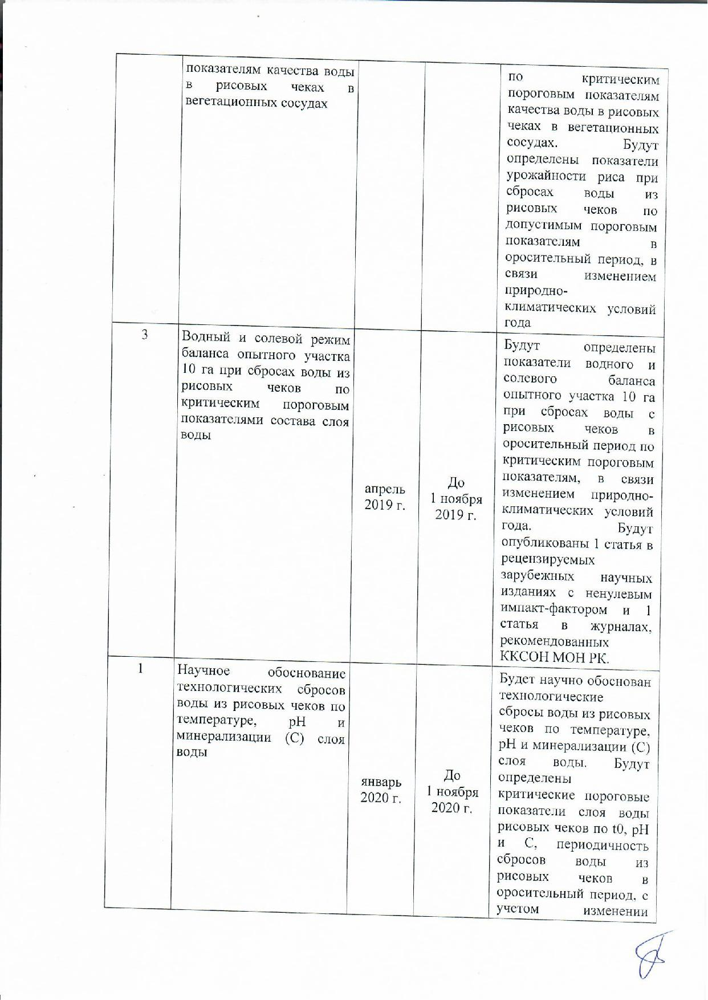 показателям качества воды
в рисовых чеках в
вегетационных сосудах
по критическим
пороговым показателям
качества воды в рисовых
чеках в вегетационных
сосудах. Будут
определены показатели
урожайности риса при
сбросах воды из
рисовых чеков по
допустимым пороговым
показателям в
оросительный период, в
связи изменением
природно-
климатических условий
года
3
Водный и солевой режим
баланса опытного участка
10 га при сбросах воды из
рисовых чеков по
критическим пороговым
показателями состава слоя
воды
апрель
2019 г.
До
1 ноября
2019 г.
Будут определены
показатели водного и
солевого баланса
опытного участка 10 га
при сбросах воды с
рисовых чеков в
оросительный период по
критическим пороговым
показателям, в связи
изменением природно-
климатических условий
года. Будут
опубликованы 1 статья в
рецензируемых
зарубежных научных
изданиях с ненулевым
импакт-фактором и 1
статья в журналах,
рекомендованных
ККСОН МОН РК.
1
Научное обоснование
технологических сбросов
воды из рисовых чеков по
температуре, pH и
минерализации (С) слоя
воды
январь
2020 г.
До
1 ноября
2020 г.
Будет научно обоснован
технологические
сбросы воды из рисовых
чеков по температуре,
pH и минерализации (С)
слоя воды. Будут
определены
критические пороговые
показатели слоя воды
рисовых чеков по t0, pH
и С, периодичность
сбросов воды из
рисовых чеков в
оросительный период, с
учетом изменении